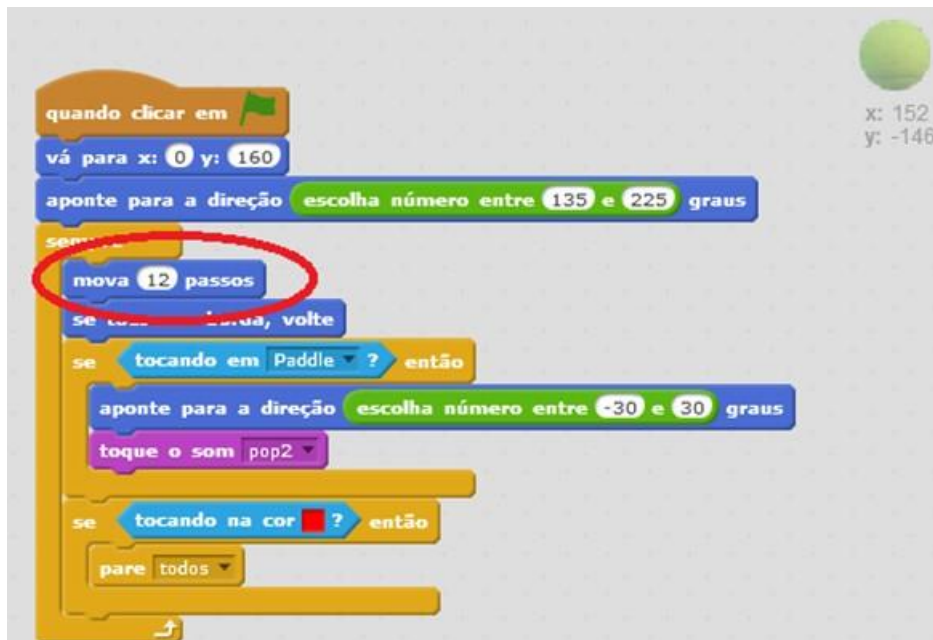 quando clicar em
vá para x: 0 y: 160
aponte para a direção escolha número entre 135 e 225 graus
mova 12 passos
se volte
se tocando em Paddle ? então
aponte para a direção escolha número entre -30 e 30 graus
toque o som pop2
se tocando na cor ? então
pare todos
x: 152
y: -146